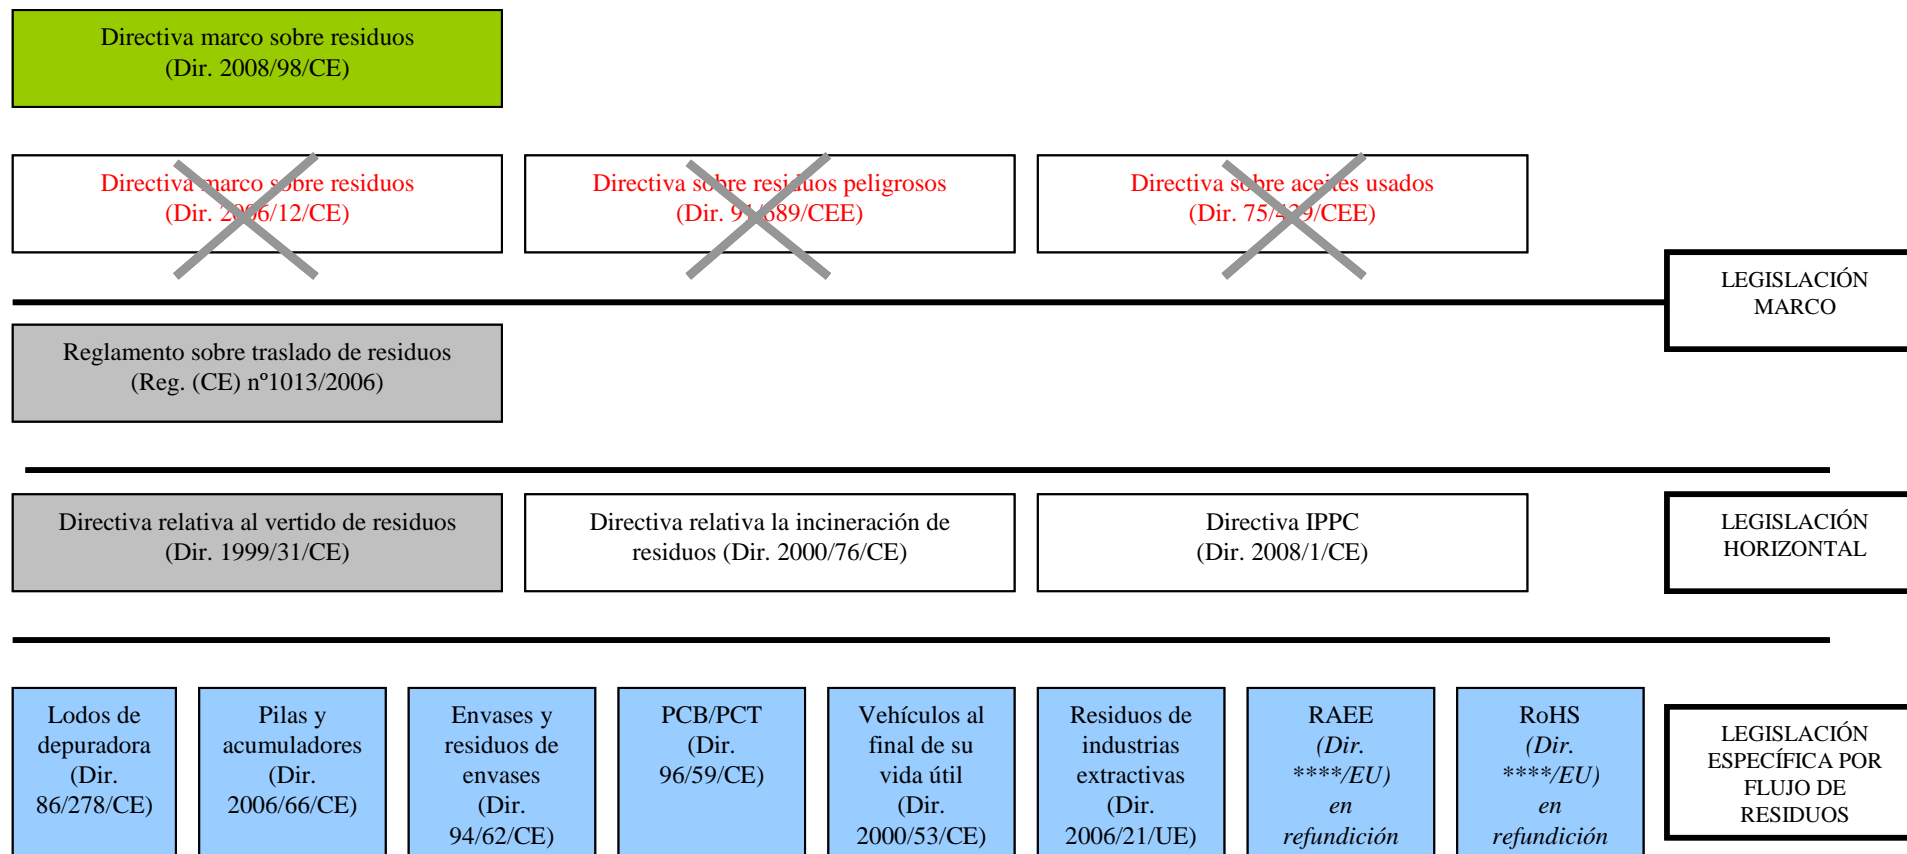 Directiva marco sobre residuos
(Dir. 2008/98/CE)
Directiva marco sobre residuos
(Dir. 2006/12/CE)
Directiva sobre residuos peligrosos
(Dir. 91/689/CEE)
Directiva sobre aceites usados
(Dir. 75/439/CEE)
LEGISLACIÓN
MARCO
Reglamento sobre traslado de residuos
(Reg. (CE) nº1013/2006)
Directiva relativa al vertido de residuos
(Dir. 1999/31/CE)
Directiva relativa la incineración de
residuos (Dir. 2000/76/CE)
Directiva IPPC
(Dir. 2008/1/CE)
LEGISLACIÓN
HORIZONTAL
Lodos de
depuradora
(Dir.
86/278/CE)
Pilas y
acumuladores
(Dir.
2006/66/CE)
Envases y
residuos de
envases
(Dir.
94/62/CE)
PCB/PCT
(Dir.
96/59/CE)
Vehículos al
final de su
vida útil
(Dir.
2000/53/CE)
Residuos de
industrias
extractivas
(Dir.
2006/21/UE)
RAEE
(Dir.
****/EU)
en
refundición
RoHS
(Dir.
****/EU)
en
refundición
LEGISLACIÓN
ESPECÍFICA POR
FLUJO DE
RESIDUOS